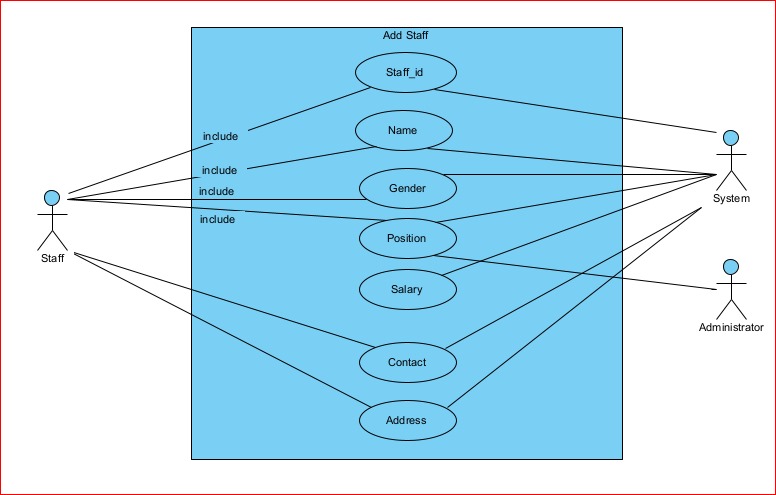 Add Staff
Staff_id
Name
include
include
Gender
include
include
Position
Salary
Contact
Address
Staff
System
Administrator